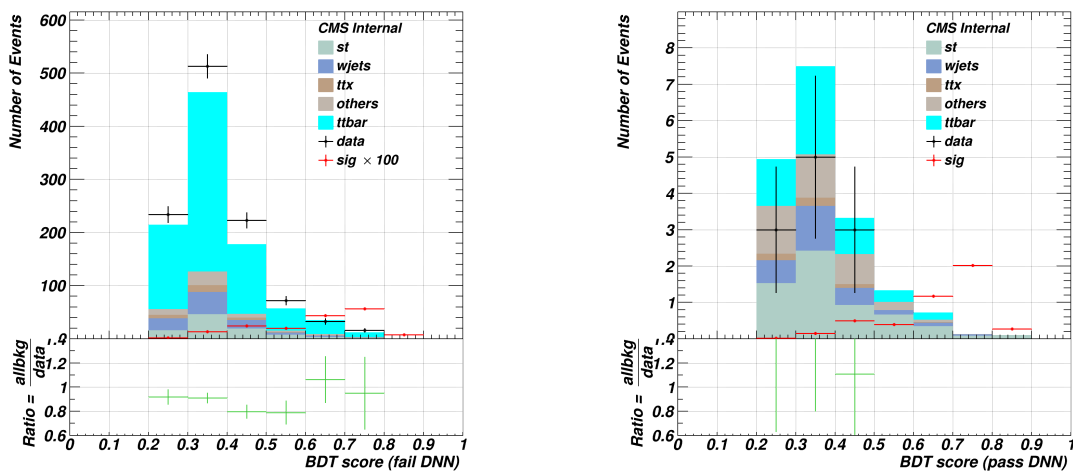 Number of Events
600
500
400
300
200
100
0
CMS Internal
st
wjets
ttx
others
ttbar
data
sig × 100
Ratio = allbkg
data
1.2
1
0.8
0.6
0 0.1 0.2 0.3 0.4 0.5 0.6 0.7 0.8 0.9 1
BDT score (fail DNN)
Number of Events
8
7
6
5
4
3
2
1
CMS Internal
st
wjets
ttx
others
ttbar
data
sig
Ratio = allbkg
data
1.2
1
0.8
0.6
0 0.1 0.2 0.3 0.4 0.5 0.6 0.7 0.8 0.9 1
BDT score (pass DNN)